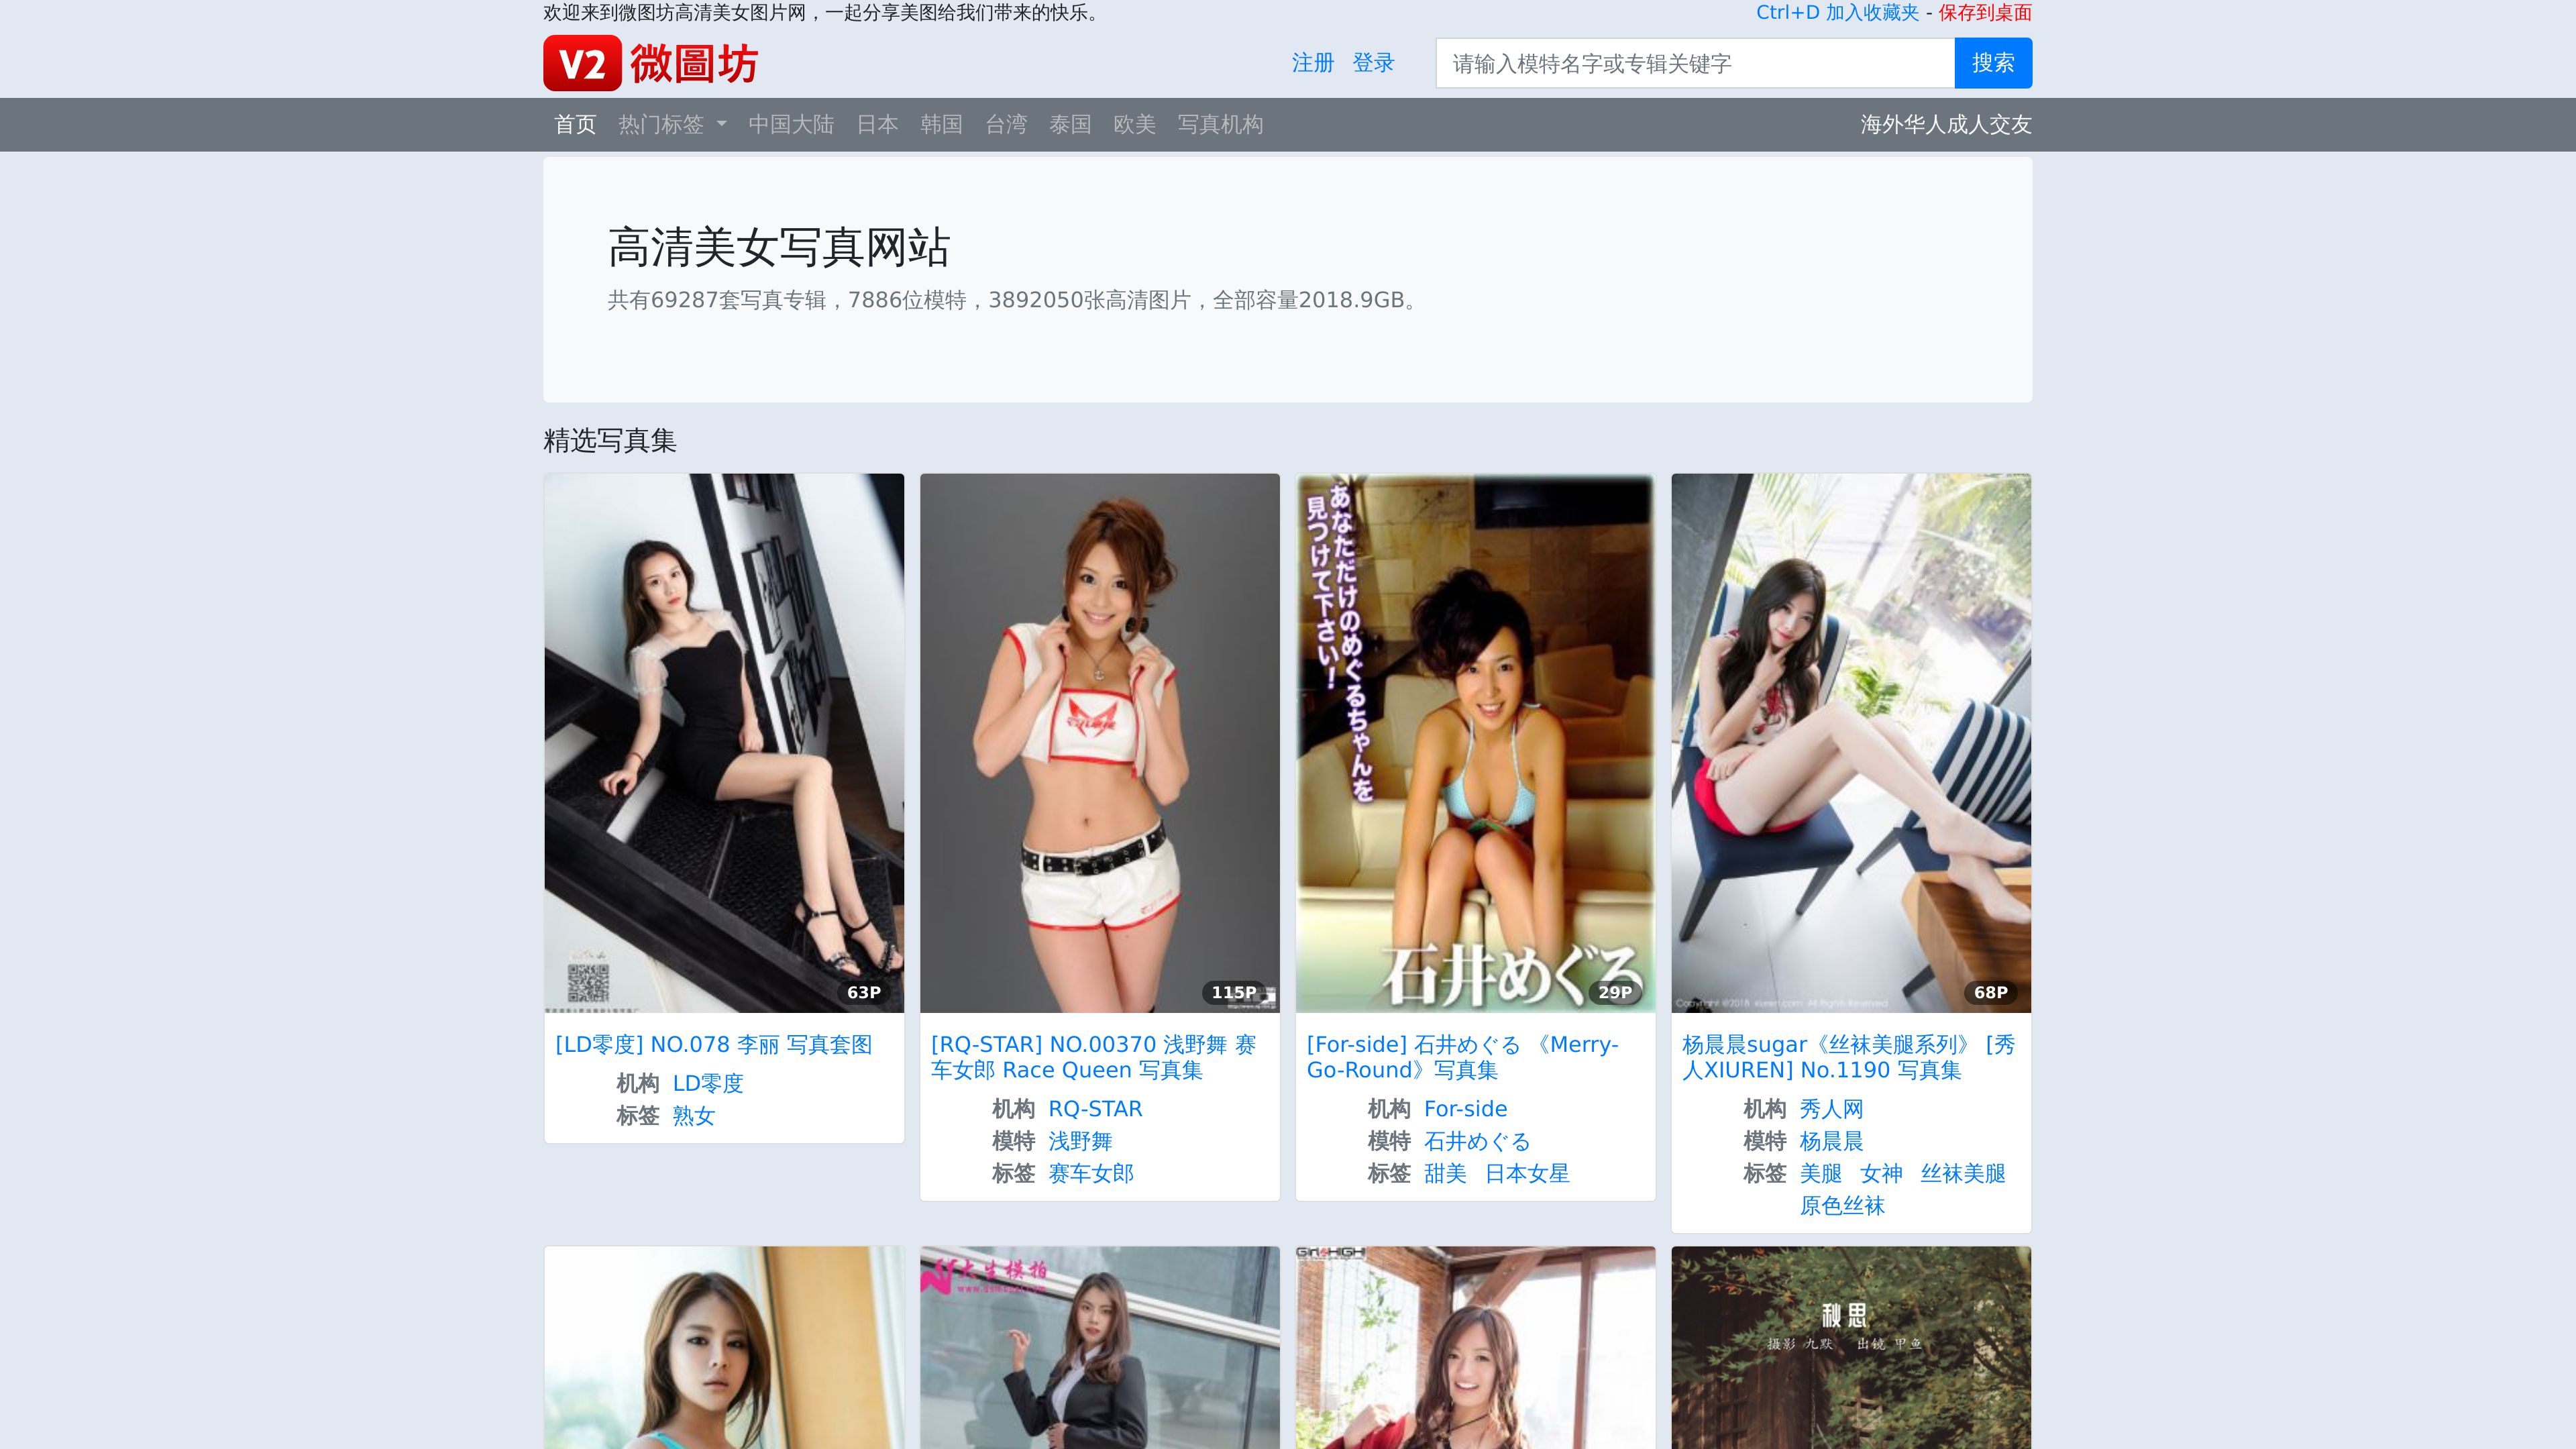 欢迎来到微图坊高清美女图片网，一起分享美图给我们带来的快乐。
Ctrl+D 加入收藏夹 - 保存到桌面
V2 微圖坊
注册 登录
请输入模特名字或专辑关键字
搜索
首页 热门标签 中国大陆 日本 韩国 台湾 泰国 欧美 写真机构
海外华人成人交友
高清美女写真网站
共有69287套写真专辑，7886位模特，3892050张高清图片，全部容量2018.9GB。
精选写真集
63P
[LD零度] NO.078 李丽 写真套图
机构 LD零度
标签 熟女
115P
[RQ-STAR] NO.00370 浅野舞 赛
车女郎 Race Queen 写真集
机构 RQ-STAR
模特 浅野舞
标签 赛车女郎
あなただけのめぐるちゃんを
見つけて下さい！
石井めぐる
29P
[For-side] 石井めぐる 《Merry-
Go-Round》写真集
机构 For-side
模特 石井めぐる
标签 甜美 日本女星
Copyright @2018 xiuren.com All Rights Reserved
68P
杨晨晨sugar《丝袜美腿系列》 [秀
人XIUREN] No.1190 写真集
机构 秀人网
模特 杨晨晨
标签 美腿 女神 丝袜美腿
原色丝袜
大生模拍
秋思
摄影 九默 出镜 甲鱼